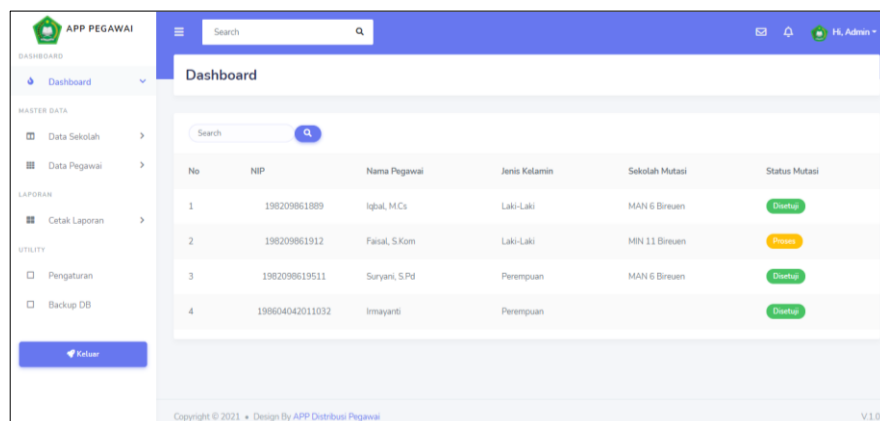 APP PEGAWAI
Search
Hi, Admin
DASHBOARD
Dashboard
MASTER DATA
Data Sekolah
Data Pegawai
LAPORAN
Cetak Laporan
UTILITY
Pengaturan
Backup DB
Keluar
Dashboard
Search
No NIP Nama Pegawai Jenis Kelamin Sekolah Mutasi Status Mutasi
1 198209861889 Iqbal, M.Cs Laki-Laki MAN 6 Bireuen Disetuji
2 198209861912 Faisal, S.Kom Laki-Laki MIN 11 Bireuen Proses
3 1982098619511 Suryani, S.Pd Perempuan MAN 6 Bireuen Disetuji
4 198604042011032 Irmayanti Perempuan Disetuji
Copyright © 2021 • Design By APP Distribusi Pegawai V.1.0